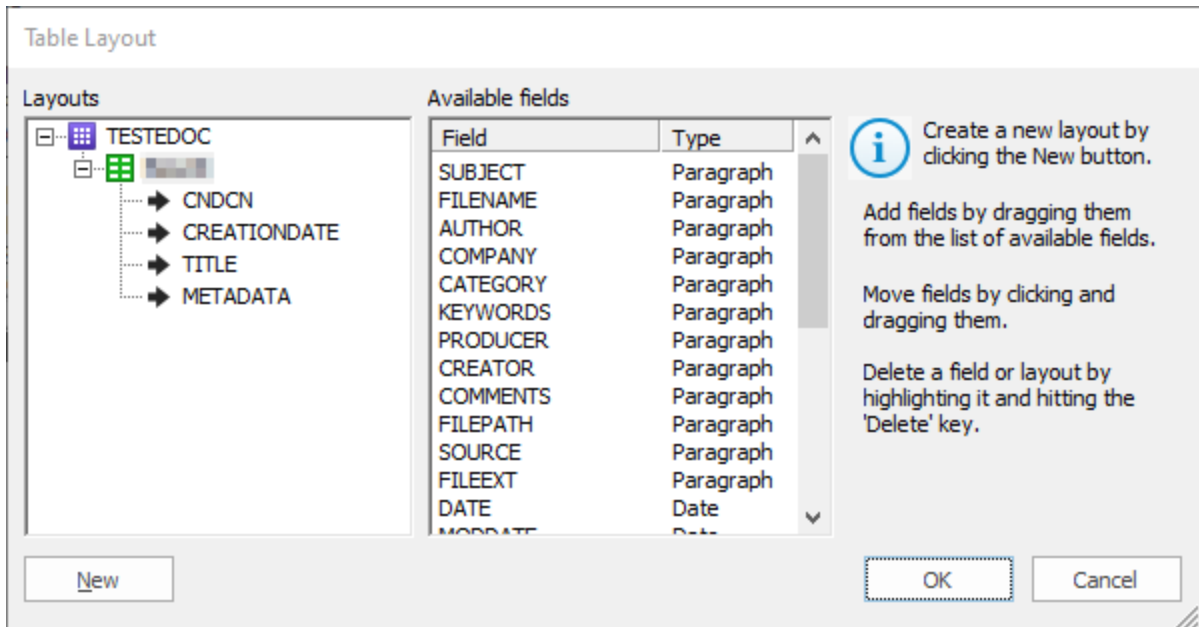 Table Layout
Layouts
TESTEDOC
CNDCN
CREATIONDATE
TITLE
METADATA
New
Available fields
Field Type
SUBJECT Paragraph
FILENAME Paragraph
AUTHOR Paragraph
COMPANY Paragraph
CATEGORY Paragraph
KEYWORDS Paragraph
PRODUCER Paragraph
CREATOR Paragraph
COMMENTS Paragraph
FILEPATH Paragraph
SOURCE Paragraph
FILEEXT Paragraph
DATE Date
MODDATE Date
Create a new layout by
clicking the New button.
Add fields by dragging them
from the list of available fields.
Move fields by clicking and
dragging them.
Delete a field or layout by
highlighting it and hitting the
'Delete' key.
OK
Cancel